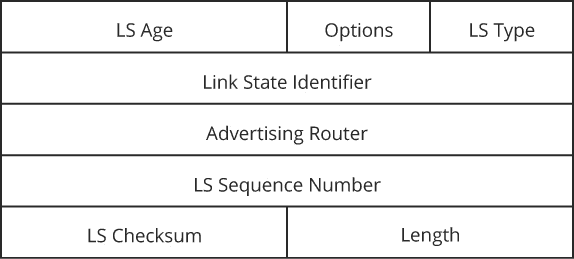 LS Age Options LS Type
Link State Identifier
Advertising Router
LS Sequence Number
LS Checksum Length